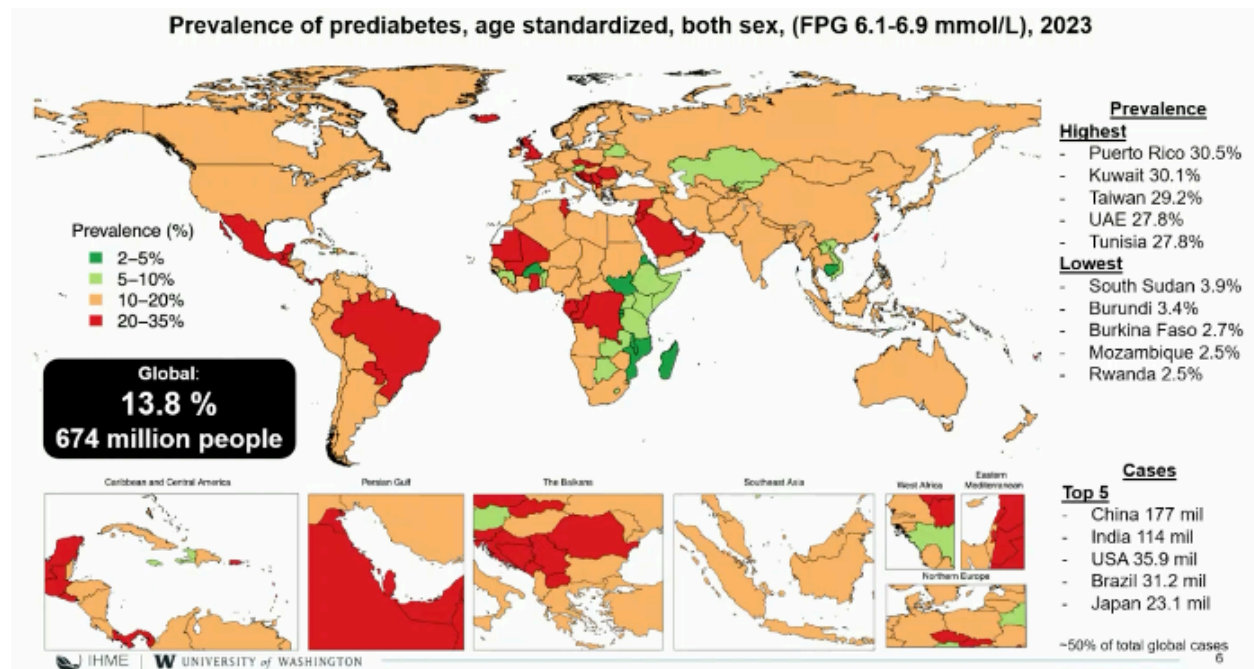 Prevalence of prediabetes, age standardized, both sex, (FPG 6.1-6.9 mmol/L), 2023
Prevalence (%)
2–5%
5–10%
10–20%
20–35%
Global:
13.8 %
674 million people
Prevalence
Highest
- Puerto Rico 30.5%
- Kuwait 30.1%
- Taiwan 29.2%
- UAE 27.8%
- Tunisia 27.8%
Lowest
- South Sudan 3.9%
- Burundi 3.4%
- Burkina Faso 2.7%
- Mozambique 2.5%
- Rwanda 2.5%
Caribbean and Central America
Persian Gulf
The Balkans
Southeast Asia
West Africa
Eastern
Mediterranean
Northern Europe
Cases
Top 5
- China 177 mil
- India 114 mil
- USA 35.9 mil
- Brazil 31.2 mil
- Japan 23.1 mil
~50% of total global cases
IHME | W UNIVERSITY of WASHINGTON
6